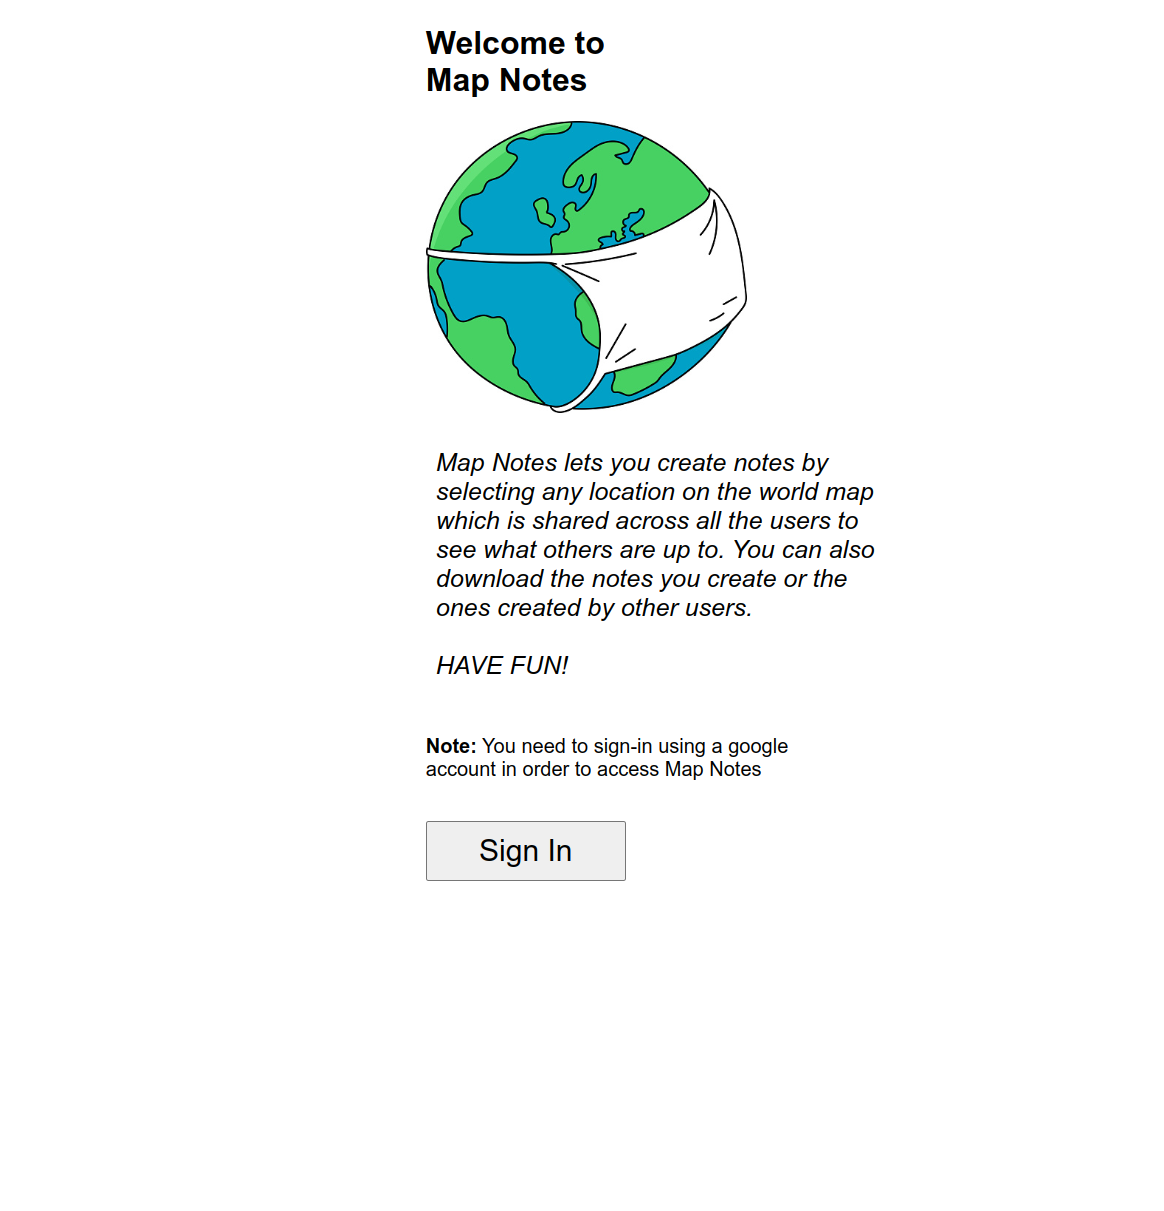 Welcome to
Map Notes
Map Notes lets you create notes by
selecting any location on the world map
which is shared across all the users to
see what others are up to. You can also
download the notes you create or the
ones created by other users.
HAVE FUN!
Note: You need to sign-in using a google
account in order to access Map Notes
Sign In